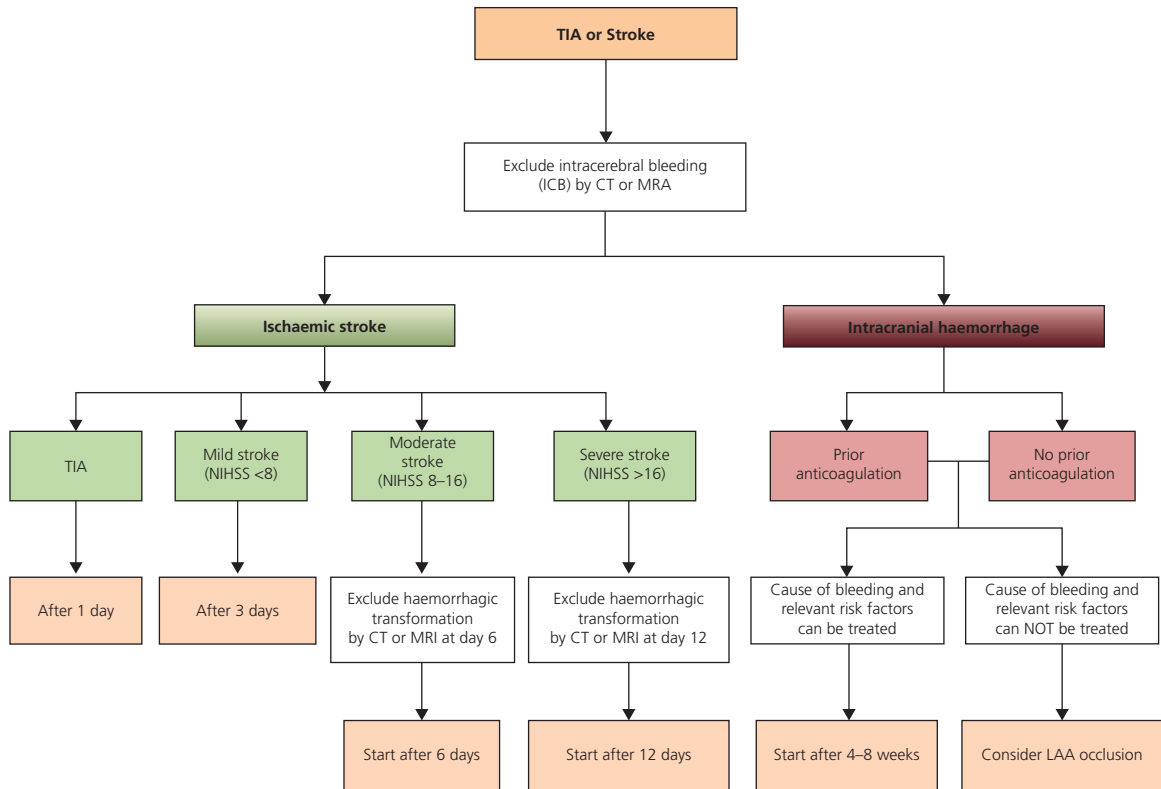 TIA or Stroke
Exclude intracerebral bleeding
(ICB) by CT or MRA
Ischaemic stroke
Intracranial haemorrhage
TIA
Mild stroke
(NIHSS <8)
Moderate
stroke
(NIHSS 8–16)
Severe stroke
(NIHSS >16)
Prior
anticoagulation
No prior
anticoagulation
After 1 day
After 3 days
Exclude haemorrhagic
transformation
by CT or MRI at day 6
Exclude haemorrhagic
transformation
by CT or MRI at day 12
Cause of bleeding and
relevant risk factors
can be treated
Cause of bleeding and
relevant risk factors
can NOT be treated
Start after 6 days
Start after 12 days
Start after 4–8 weeks
Consider LAA occlusion